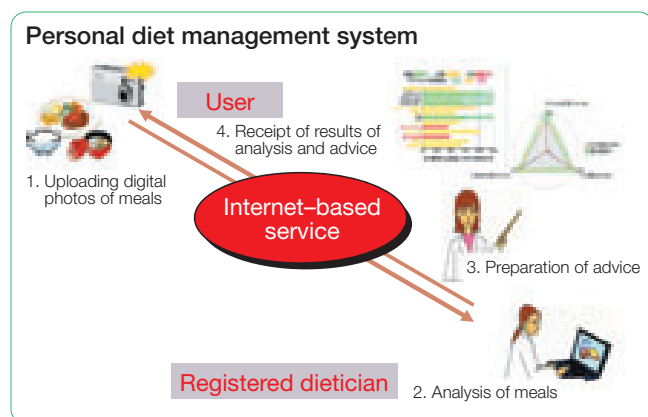 Personal diet management system
User
4. Receipt of results of
analysis and advice
1. Uploading digital
photos of meals
Internet–based
service
3. Preparation of advice
Registered dietician
2. Analysis of meals